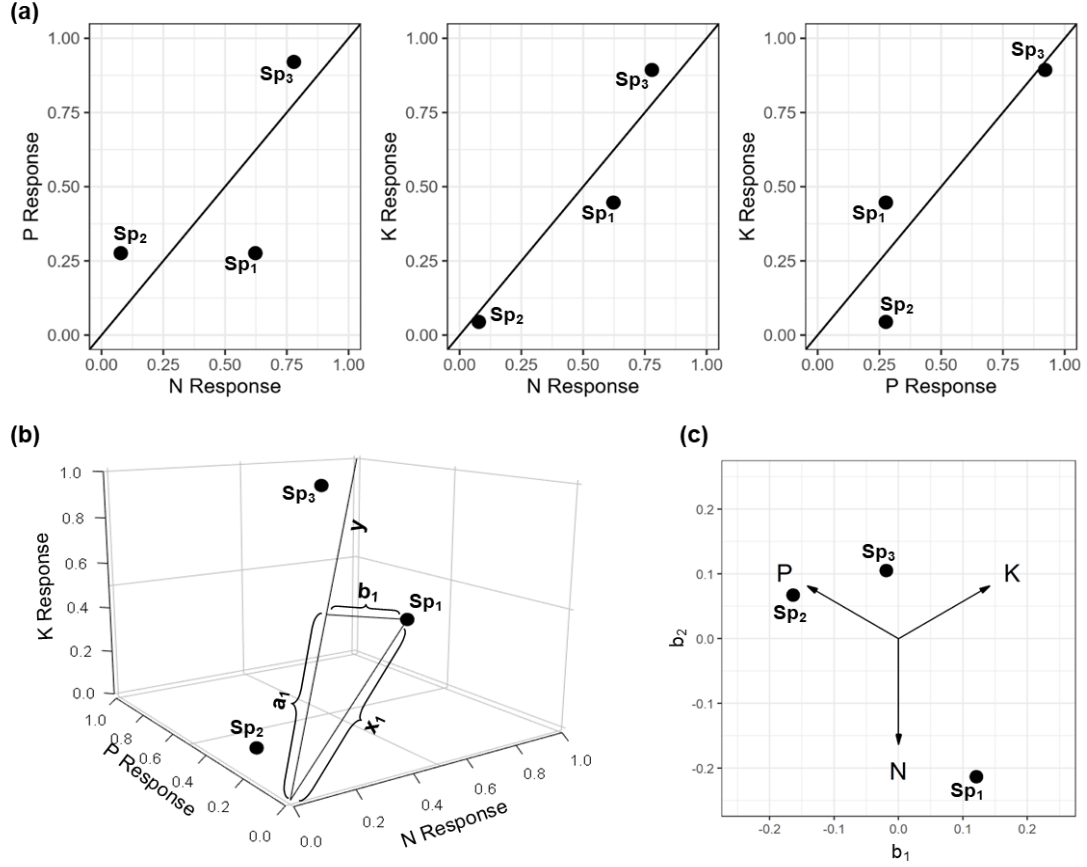 (a)
1.00
0.75
0.50
0.25
0.00
P Response
Sp3
Sp2
Sp1
0.00 0.25 0.50 0.75 1.00
N Response
1.00
0.75
0.50
0.25
0.00
K Response
Sp3
Sp1
Sp2
0.00 0.25 0.50 0.75 1.00
N Response
1.00
0.75
0.50
0.25
0.00
K Response
Sp3
Sp1
Sp2
0.00 0.25 0.50 0.75 1.00
P Response
(b)
1.0
0.8
0.6
0.4
0.2
0.0
K Response
Sp3
y
b1
Sp1
a1
x1
Sp2
1.0
0.8
0.6
0.4
0.2
0.0
P Response
0.0
0.2
0.4
0.6
0.8
1.0
N Response
(c)
0.2
0.1
0.0
-0.1
-0.2
b2
Sp3
P
K
Sp2
N
Sp1
-0.2 -0.1 0.0 0.1 0.2
b1